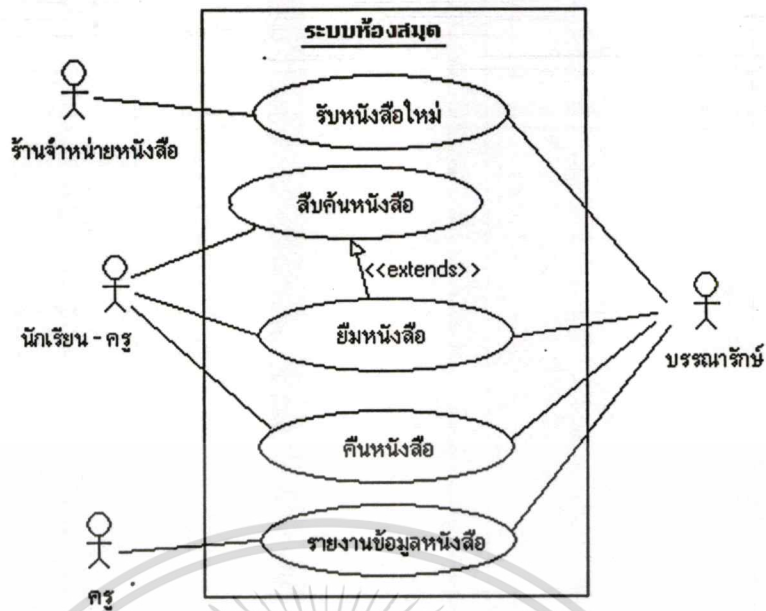 ระบบห้องสมุด
รับหนังสือใหม่
ร้านจำหน่ายหนังสือ
สืบค้นหนังสือ
<<extends>>
นักเรียน - ครู
ยืมหนังสือ
บรรณารักษ์
คืนหนังสือ
รายงานข้อมูลหนังสือ
ครู